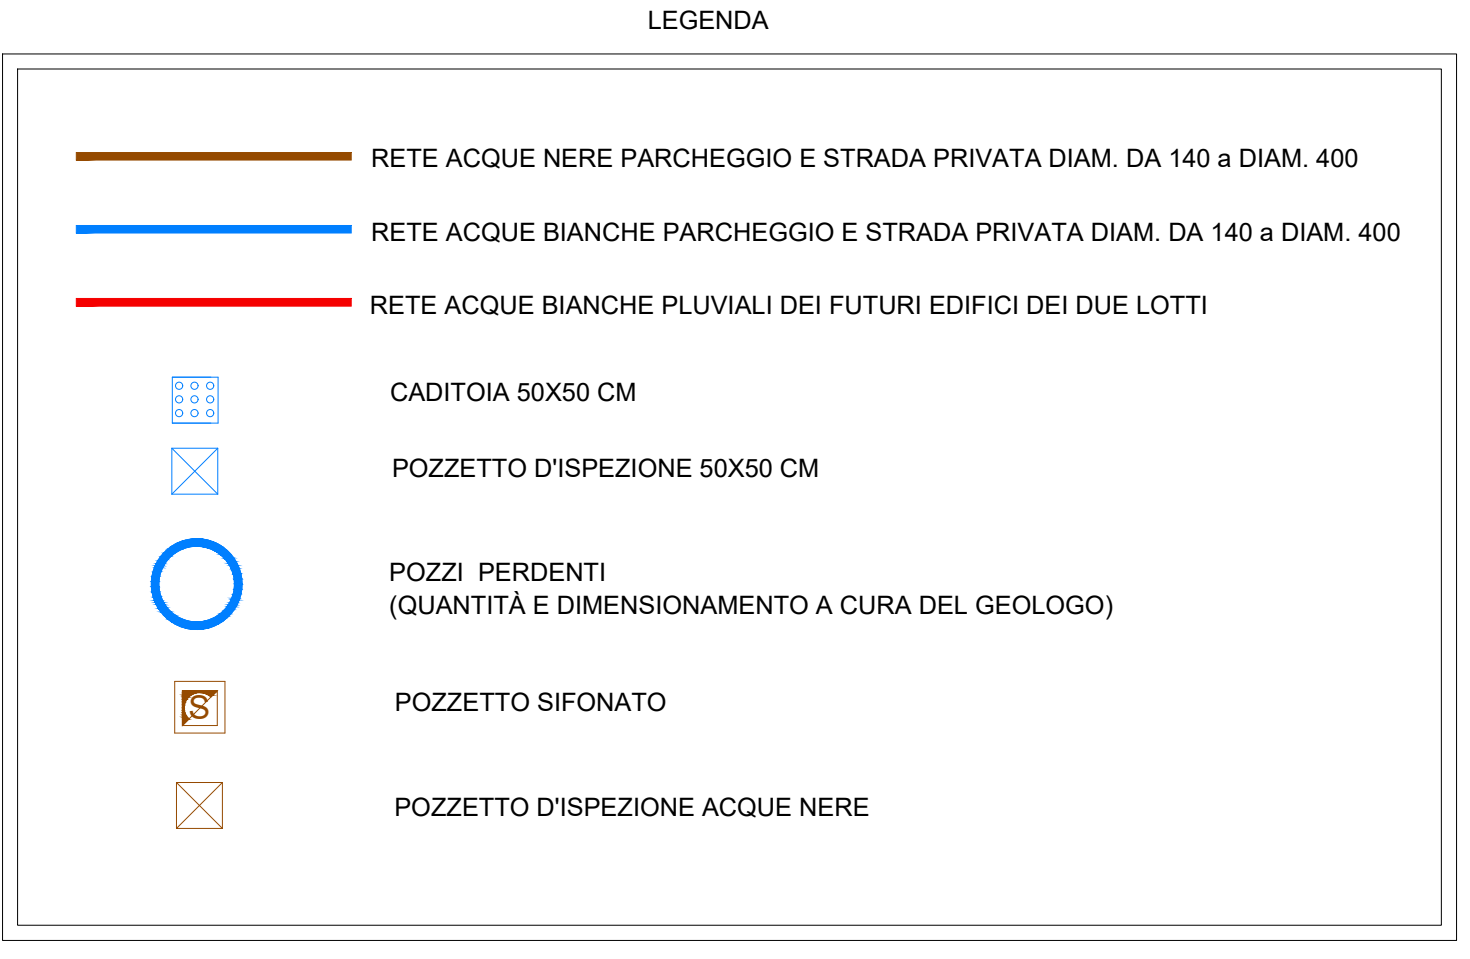 LEGENDA
RETE ACQUE NERE PARCHEGGIO E STRADA PRIVATA DIAM. DA 140 a DIAM. 400
RETE ACQUE BIANCHE PARCHEGGIO E STRADA PRIVATA DIAM. DA 140 a DIAM. 400
RETE ACQUE BIANCHE PLUVIALI DEI FUTURI EDIFICI DEI DUE LOTTI
CADITOIA 50X50 CM
POZZETTO D'ISPEZIONE 50X50 CM
POZZI  PERDENTI
(QUANTITÀ E DIMENSIONAMENTO A CURA DEL GEOLOGO)
S
POZZETTO SIFONATO
POZZETTO D'ISPEZIONE ACQUE NERE